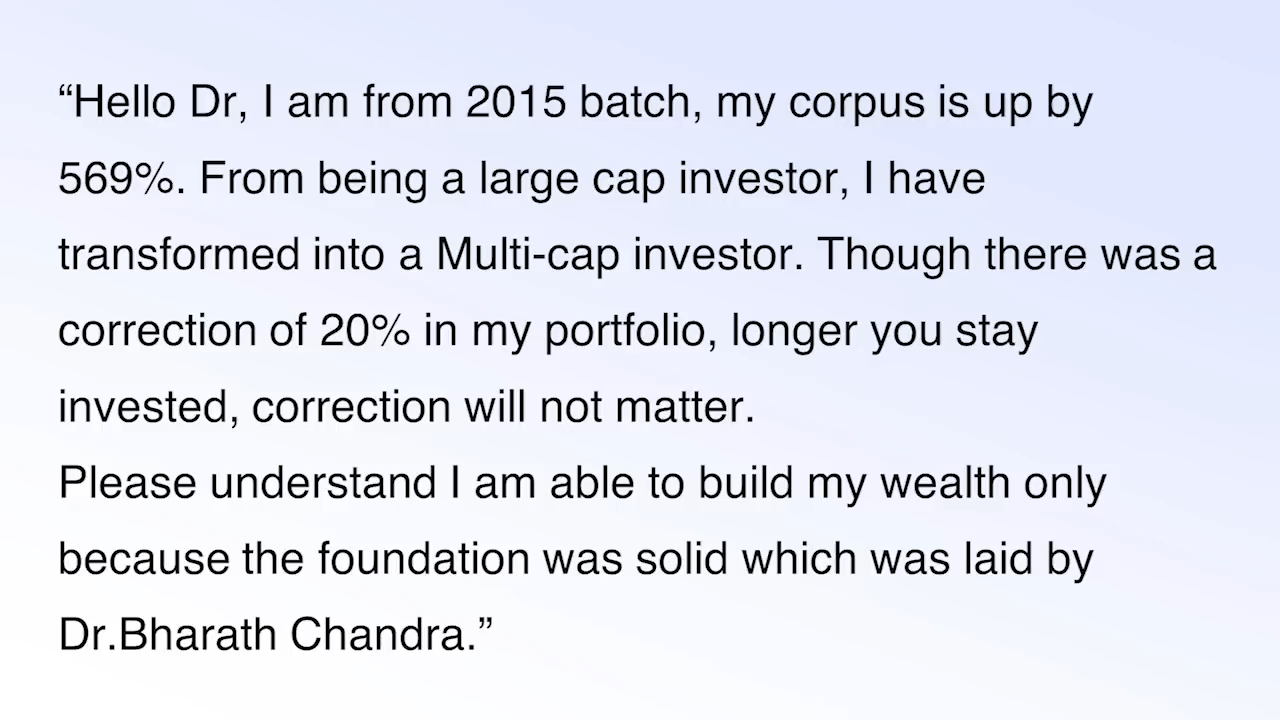 “Hello Dr, I am from 2015 batch, my corpus is up by
569%. From being a large cap investor, I have
transformed into a Multi-cap investor. Though there was a
correction of 20% in my portfolio, longer you stay
invested, correction will not matter.
Please understand I am able to build my wealth only
because the foundation was solid which was laid by
Dr.Bharath Chandra.”